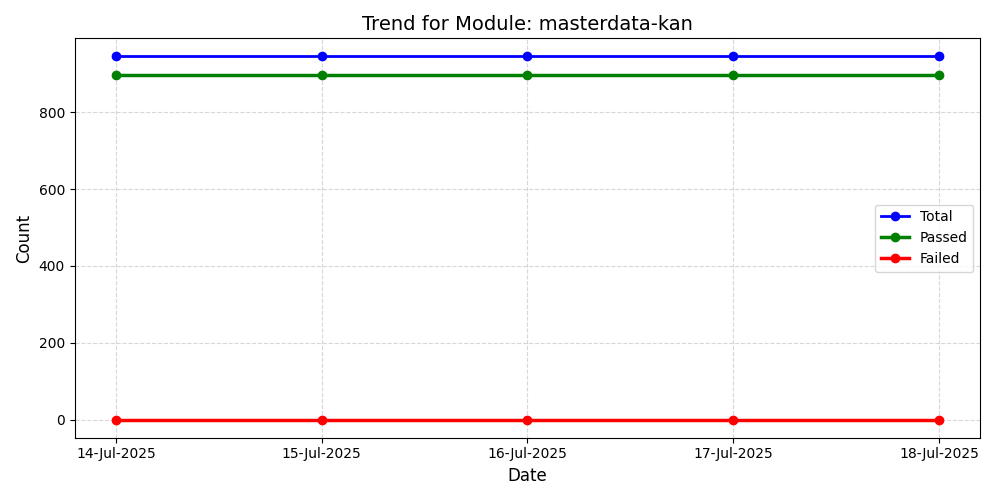 Trend for Module: masterdata-kan
Count
800
600
400
200
0
Total
Passed
Failed
14-Jul-2025
15-Jul-2025
16-Jul-2025
17-Jul-2025
18-Jul-2025
Date